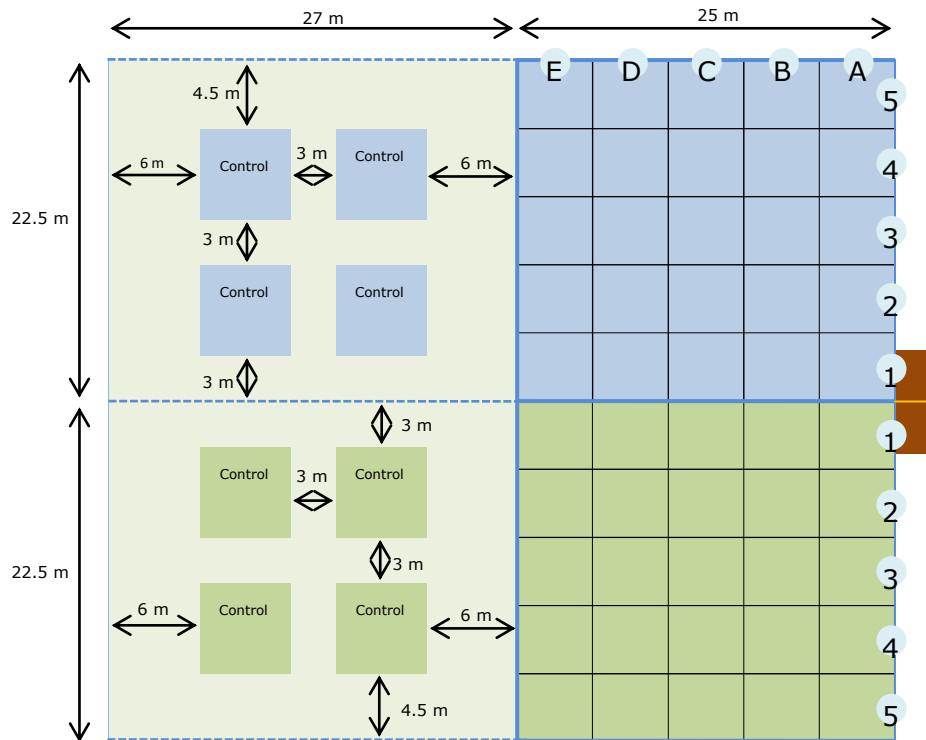 27 m
25 m
E D C B A
4.5 m
5
3 m
Control
Control
6 m
6 m
4
22.5 m
3 m
3
Control
Control
2
3 m
1
3 m
1
3 m
Control
Control
2
22.5 m
3 m
3
6 m
Control
Control
6 m
4
4.5 m
5